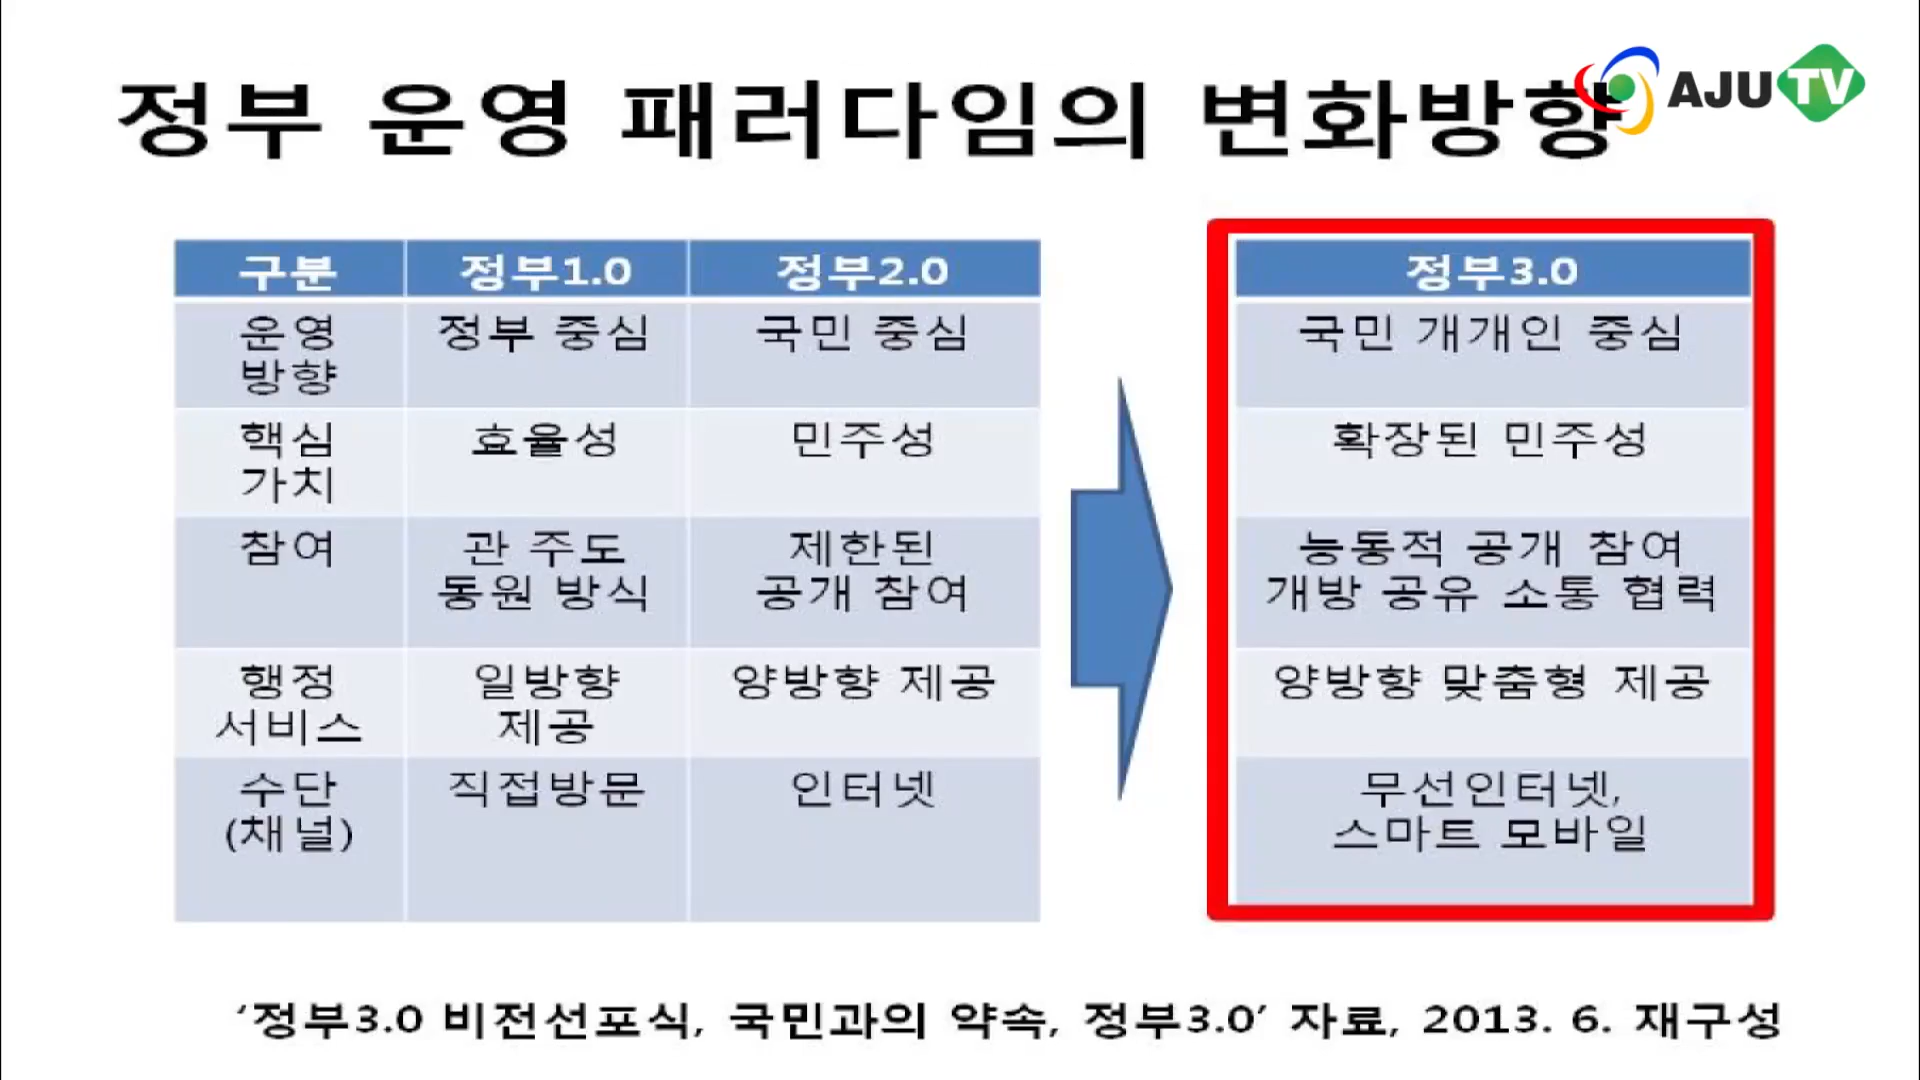 정부 운영 패러다임의 변화방향
AJU TV
구분 정부1.0 정부2.0 정부3.0
운영 방향 정부 중심 국민 중심 국민 개개인 중심
핵심 가치 효율성 민주성 확장된 민주성
참여 관 주도 동원 방식 제한된 공개 참여 능동적 공개 참여 개방 공유 소통 협력
행정 서비스 일방향 제공 양방향 제공 양방향 맞춤형 제공
수단 (채널) 직접방문 인터넷 무선인터넷, 스마트 모바일
‘정부3.0 비전선포식, 국민과의 약속, 정부3.0’ 자료, 2013. 6. 재구성